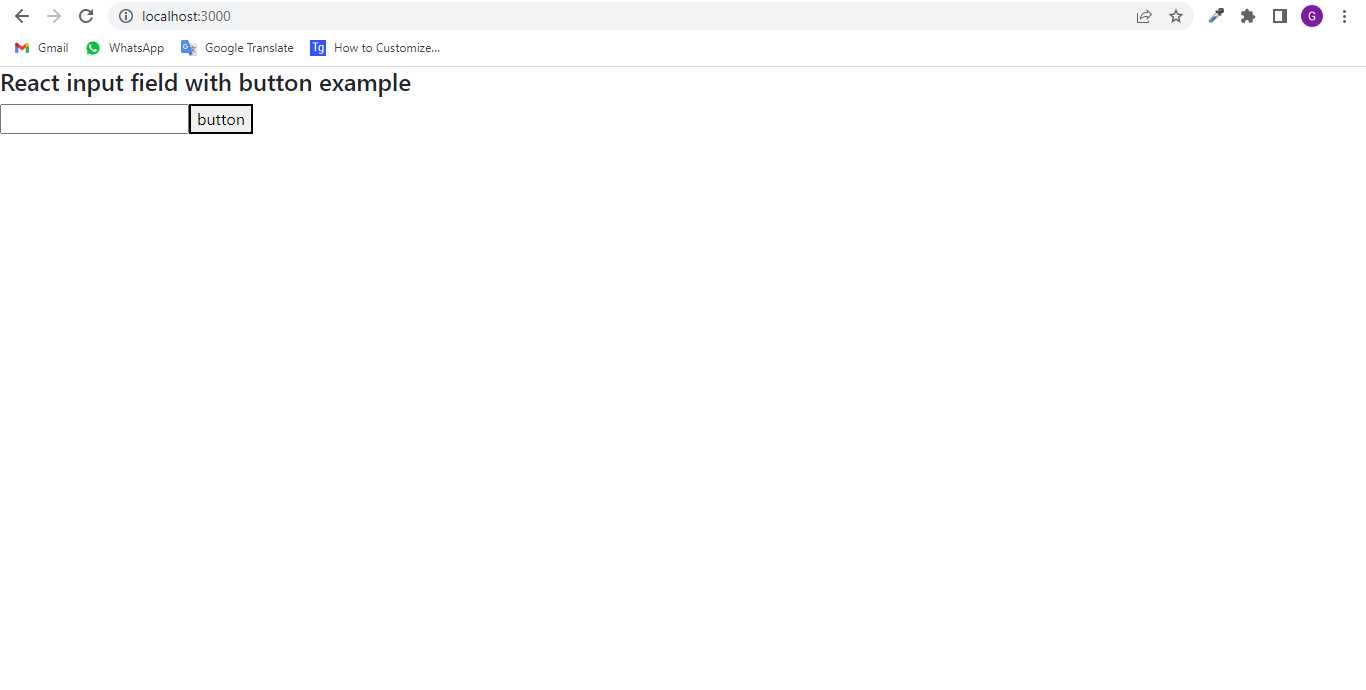 localhost:3000
G
Gmail WhatsApp Google Translate Tg How to Customize...
React input field with button example
button